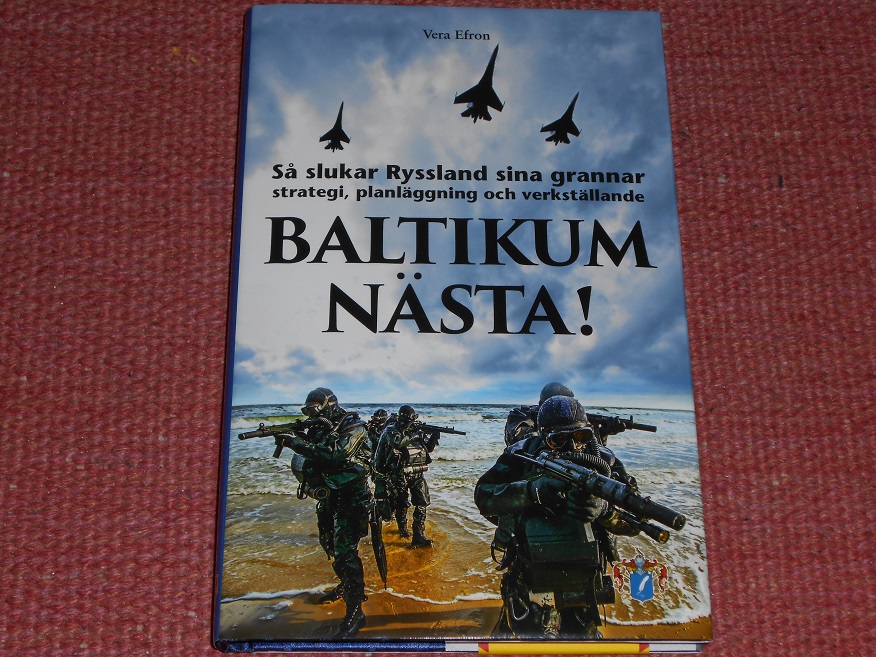 Vera Efron
Så slukar Ryssland sina grannar
strategi, planläggning och verkställande
BALTIKUM
NÄSTA!